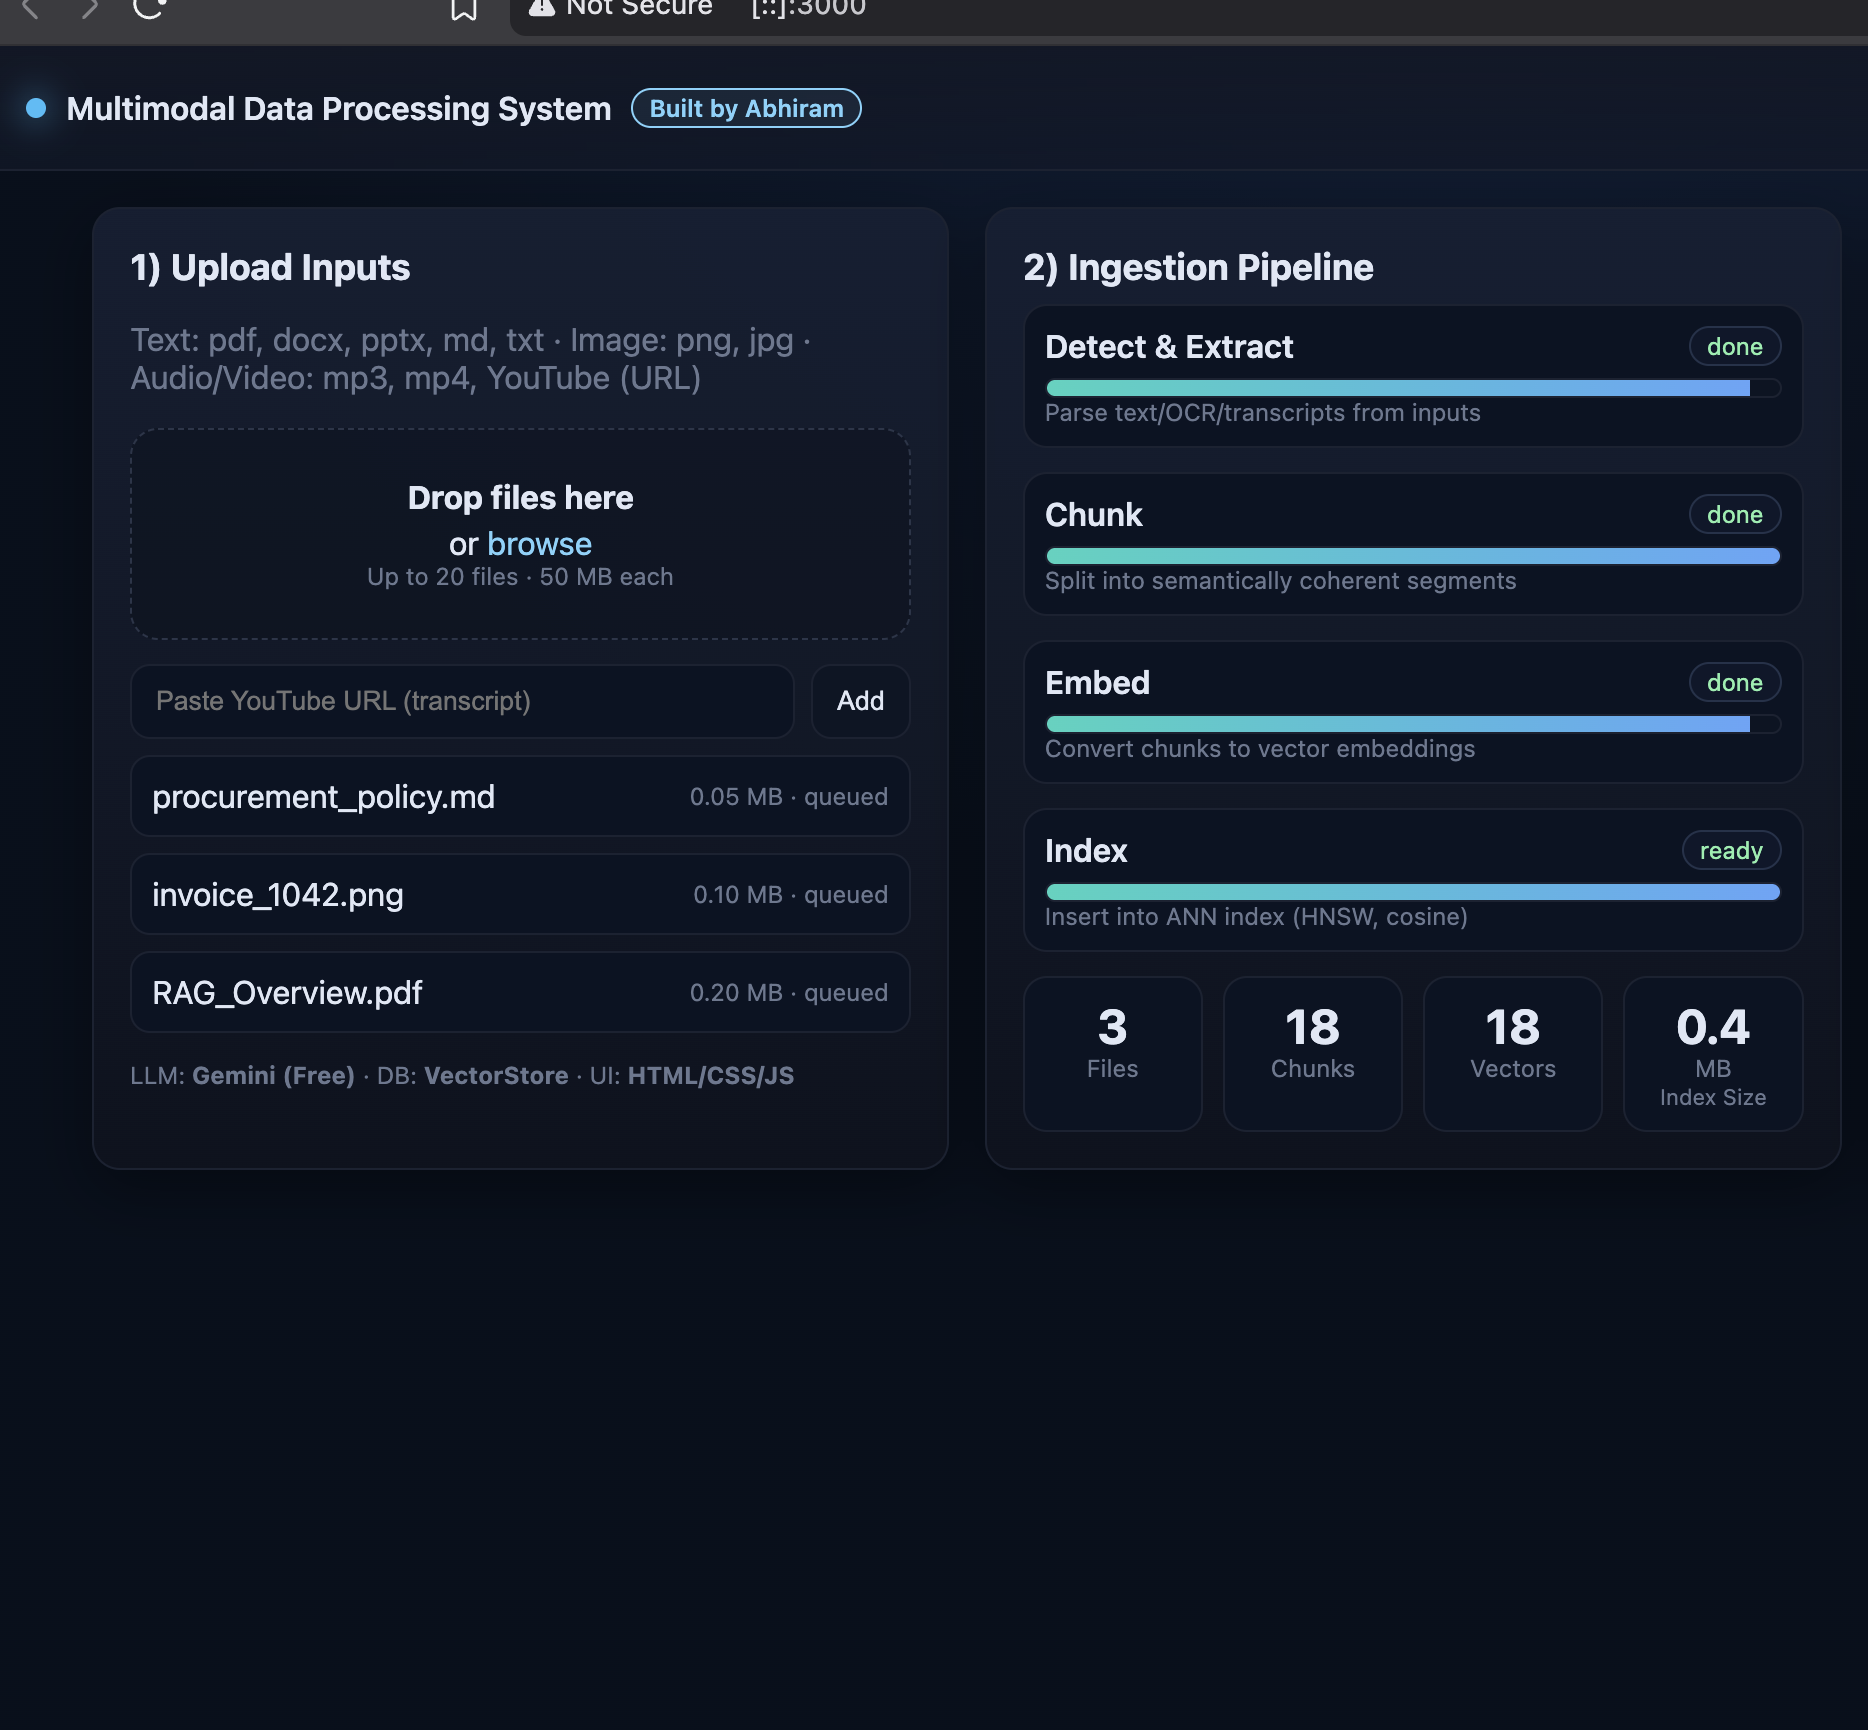 Not Secure [::]:3000
Multimodal Data Processing System Built by Abhiram
1) Upload Inputs
Text: pdf, docx, pptx, md, txt · Image: png, jpg ·
Audio/Video: mp3, mp4, YouTube (URL)
Drop files here
or browse
Up to 20 files · 50 MB each
Paste YouTube URL (transcript) Add
procurement_policy.md 0.05 MB · queued
invoice_1042.png 0.10 MB · queued
RAG_Overview.pdf 0.20 MB · queued
LLM: Gemini (Free) · DB: VectorStore · UI: HTML/CSS/JS
2) Ingestion Pipeline
Detect & Extract done
Parse text/OCR/transcripts from inputs
Chunk done
Split into semantically coherent segments
Embed done
Convert chunks to vector embeddings
Index ready
Insert into ANN index (HNSW, cosine)
3 18 18 0.4
Files Chunks Vectors MB
Index Size